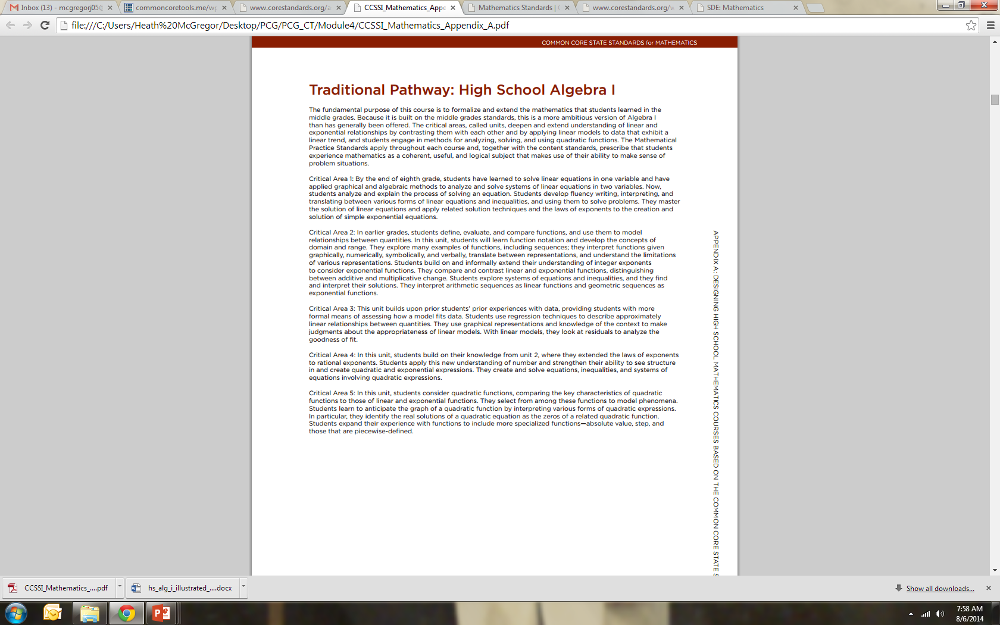 Inbox (13) - mcgregorj05@
commoncoretools.me/wp
www.corestandards.org/a
CCSSI_Mathematics_Appe
Mathematics Standards |
www.corestandards.org/w
SDE: Mathematics
file:///C:/Users/Heath%20McGregor/Desktop/PCG/PCG_CT/Module4/CCSSI_Mathematics_Appendix_A.pdf
COMMON CORE STATE STANDARDS for MATHEMATICS
Traditional Pathway: High School Algebra I
The fundamental purpose of this course is to formalize and extend the mathematics that students learned in the
middle grades. Because it is built on the middle grades standards, this is a more ambitious version of Algebra I
than has generally been offered. The critical areas, called units, deepen and extend understanding of linear and
exponential relationships by contrasting them with each other and by applying linear models to data that exhibit a
linear trend, and students engage in methods for analyzing, solving, and using quadratic functions. The Mathematical
Practice Standards apply throughout each course and, together with the content standards, prescribe that students
experience mathematics as a coherent, useful, and logical subject that makes use of their ability to make sense of
problem situations.
Critical Area 1: By the end of eighth grade, students have learned to solve linear equations in one variable and have
applied graphical and algebraic methods to analyze and solve systems of linear equations in two variables. Now,
students analyze and explain the process of solving an equation. Students develop fluency writing, interpreting, and
translating between various forms of linear equations and inequalities, and using them to solve problems. They master
the solution of linear equations and apply related solution techniques and the laws of exponents to the creation and
solution of simple exponential equations.
Critical Area 2: In earlier grades, students define, evaluate, and compare functions, and use them to model
relationships between quantities. In this unit, students will learn function notation and develop the concepts of
domain and range. They explore many examples of functions, including sequences; they interpret functions given
graphically, numerically, symbolically, and verbally, translate between representations, and understand the limitations
of various representations. Students build on and informally extend their understanding of integer exponents
to consider exponential functions. They compare and contrast linear and exponential functions, distinguishing
between additive and multiplicative change. Students explore systems of equations and inequalities, and they find
and interpret their solutions. They interpret arithmetic sequences as linear functions and geometric sequences as
exponential functions.
Critical Area 3: This unit builds upon prior students' prior experiences with data, providing students with more
formal means of assessing how a model fits data. Students use regression techniques to describe approximately
linear relationships between quantities. They use graphical representations and knowledge of the context to make
judgments about the appropriateness of linear models. With linear models, they look at residuals to analyze the
goodness of fit.
Critical Area 4: In this unit, students build on their knowledge from unit 2, where they extended the laws of exponents
to rational exponents. Students apply this new understanding of number and strengthen their ability to see structure
in and create quadratic and exponential expressions. They create and solve equations, inequalities, and systems of
equations involving quadratic expressions.
Critical Area 5: In this unit, students consider quadratic functions, comparing the key characteristics of quadratic
functions to those of linear and exponential functions. They select from among these functions to model phenomena.
Students learn to anticipate the graph of a quadratic function by interpreting various forms of quadratic expressions.
In particular, they identify the real solutions of a quadratic equation as the zeros of a related quadratic function.
Students expand their experience with functions to include more specialized functions—absolute value, step, and
those that are piecewise-defined.
APPENDIX A: DESIGNING HIGH SCHOOL MATHEMATICS COURSES BASED ON THE COMMON CORE STATE S
CCSSI_Mathematics_....pdf
hs_alg_i_illustrated_....docx
Show all downloads...
7:58 AM
8/6/2014